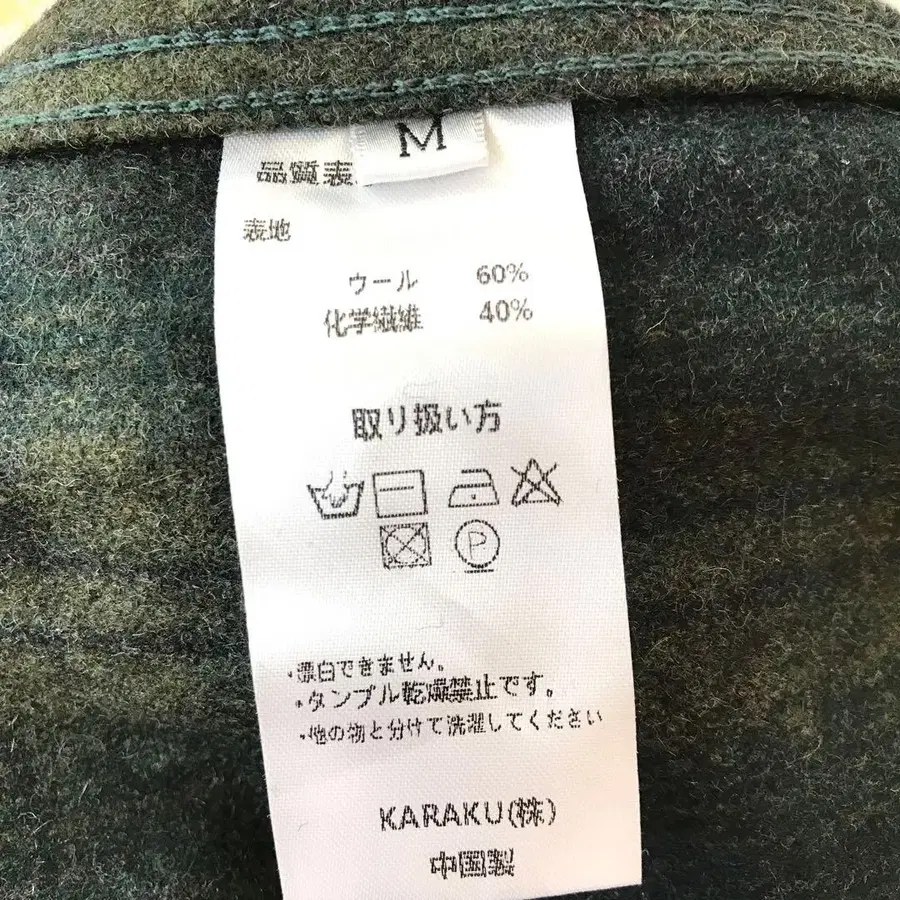 M
品質表
表地
ウール 60%
化学繊維 40%
取り扱い方
P
・漂白できません。
・タンブル乾燥禁止です。
・他の物と分けて洗濯してください
KARAKU(株)
中国製